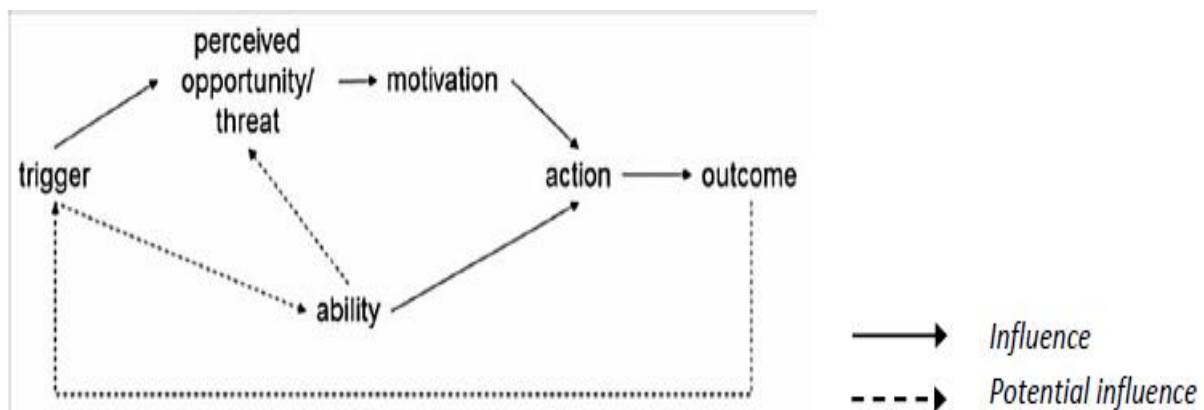 perceived
opportunity/
threat
motivation
trigger
action
outcome
ability
Influence
Potential influence